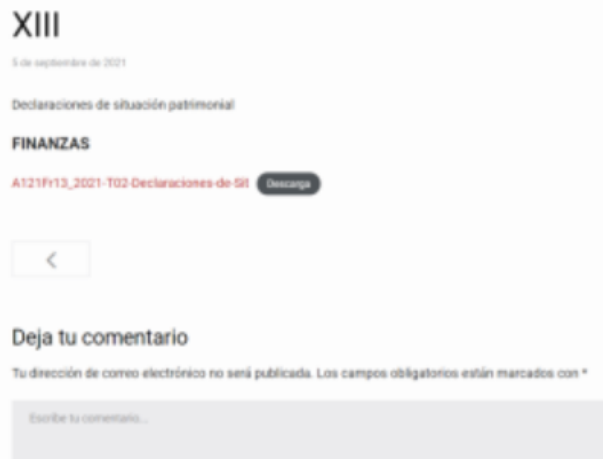 XIII
5 de septiembre de 2021
Declaraciones de situación patrimonial
FINANZAS
A121Fr13_2021-T02-Declaraciones-de-Sit Descarga
Deja tu comentario
Tu dirección de correo electrónico no será publicada. Los campos obligatorios están marcados con *
Escribe tu comentario...